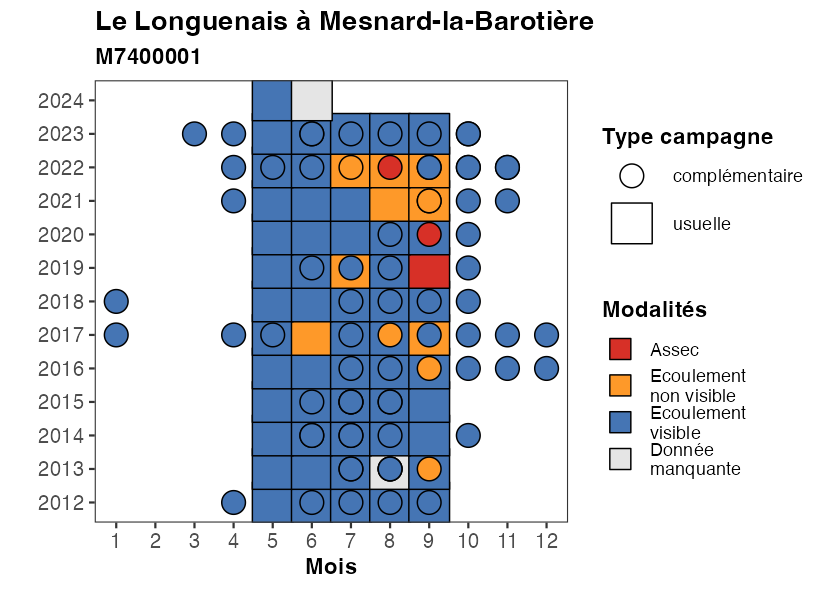 Le Longuenais à Mesnard-la-Barotière
M7400001
2024
2023
2022
2021
2020
2019
2018
2017
2016
2015
2014
2013
2012
1 2 3 4 5 6 7 8 9 10 11 12
Mois
Type campagne
complémentaire
usuelle
Modalités
Assec
Ecoulement
non visible
Ecoulement
visible
Donnée
manquante